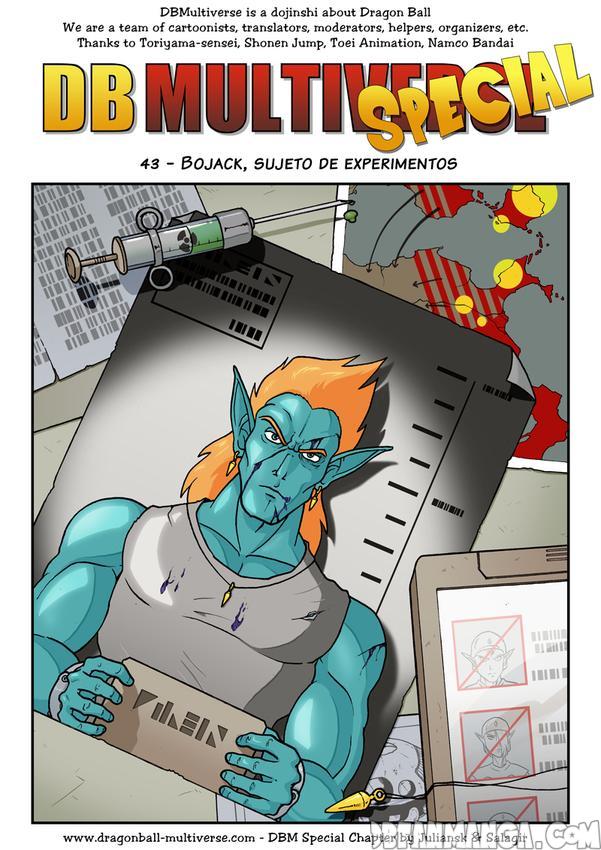 DBMultiverse is a dojinshi about Dragon Ball
We are a team of cartoonists, translators, moderators, helpers, organizers, etc.
Thanks to Toriyama-sensei, Shonen Jump, Toei Animation, Namco Bandai
DB MULTIVERSE SPECIAL
43 - BOJACK, SUJETO DE EXPERIMENTOS
www.dragonball-multiverse.com - DBM Special Chapter by Juliansk & Salagir